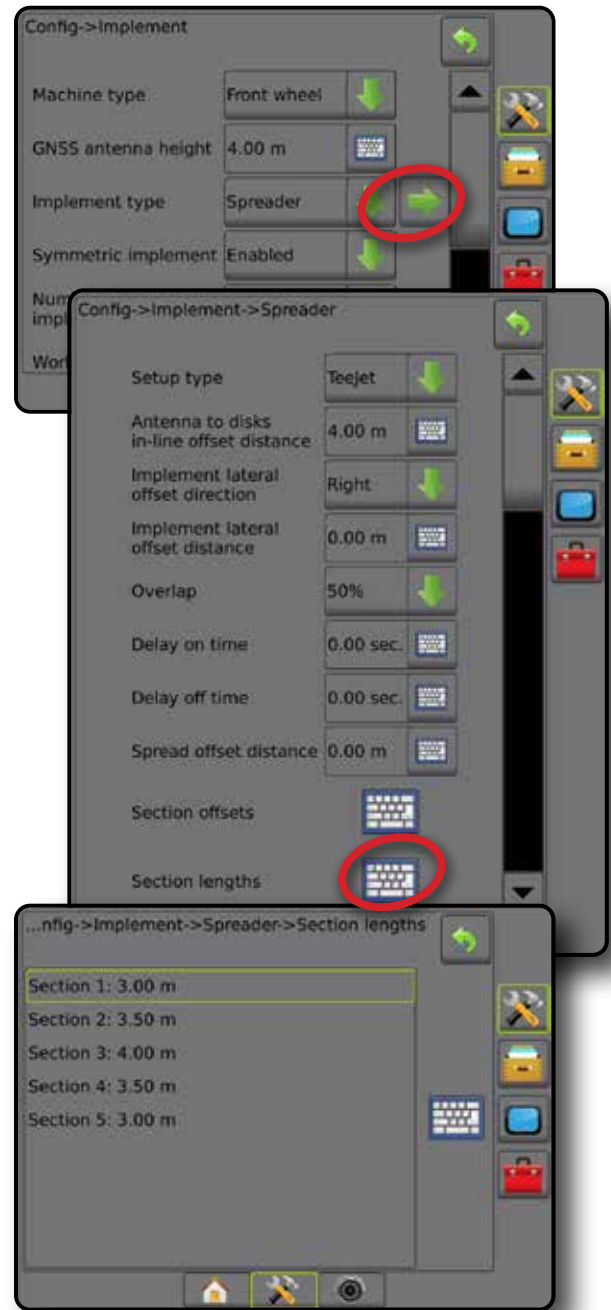 Config->Implement
Machine type Front wheel
GNSS antenna height 4.00 m
Implement type Spreader
Symmetric implement Enabled
Config->Implement->Spreader
Setup type Teejet
Antenna to disks
in-line offset distance 4.00 m
Implement lateral
offset direction Right
Implement lateral
offset distance 0.00 m
Overlap 50%
Delay on time 0.00 sec.
Delay off time 0.00 sec.
Spread offset distance 0.00 m
Section offsets
Section lengths
...nfig->Implement->Spreader->Section lengths
Section 1: 3.00 m
Section 2: 3.50 m
Section 3: 4.00 m
Section 4: 3.50 m
Section 5: 3.00 m